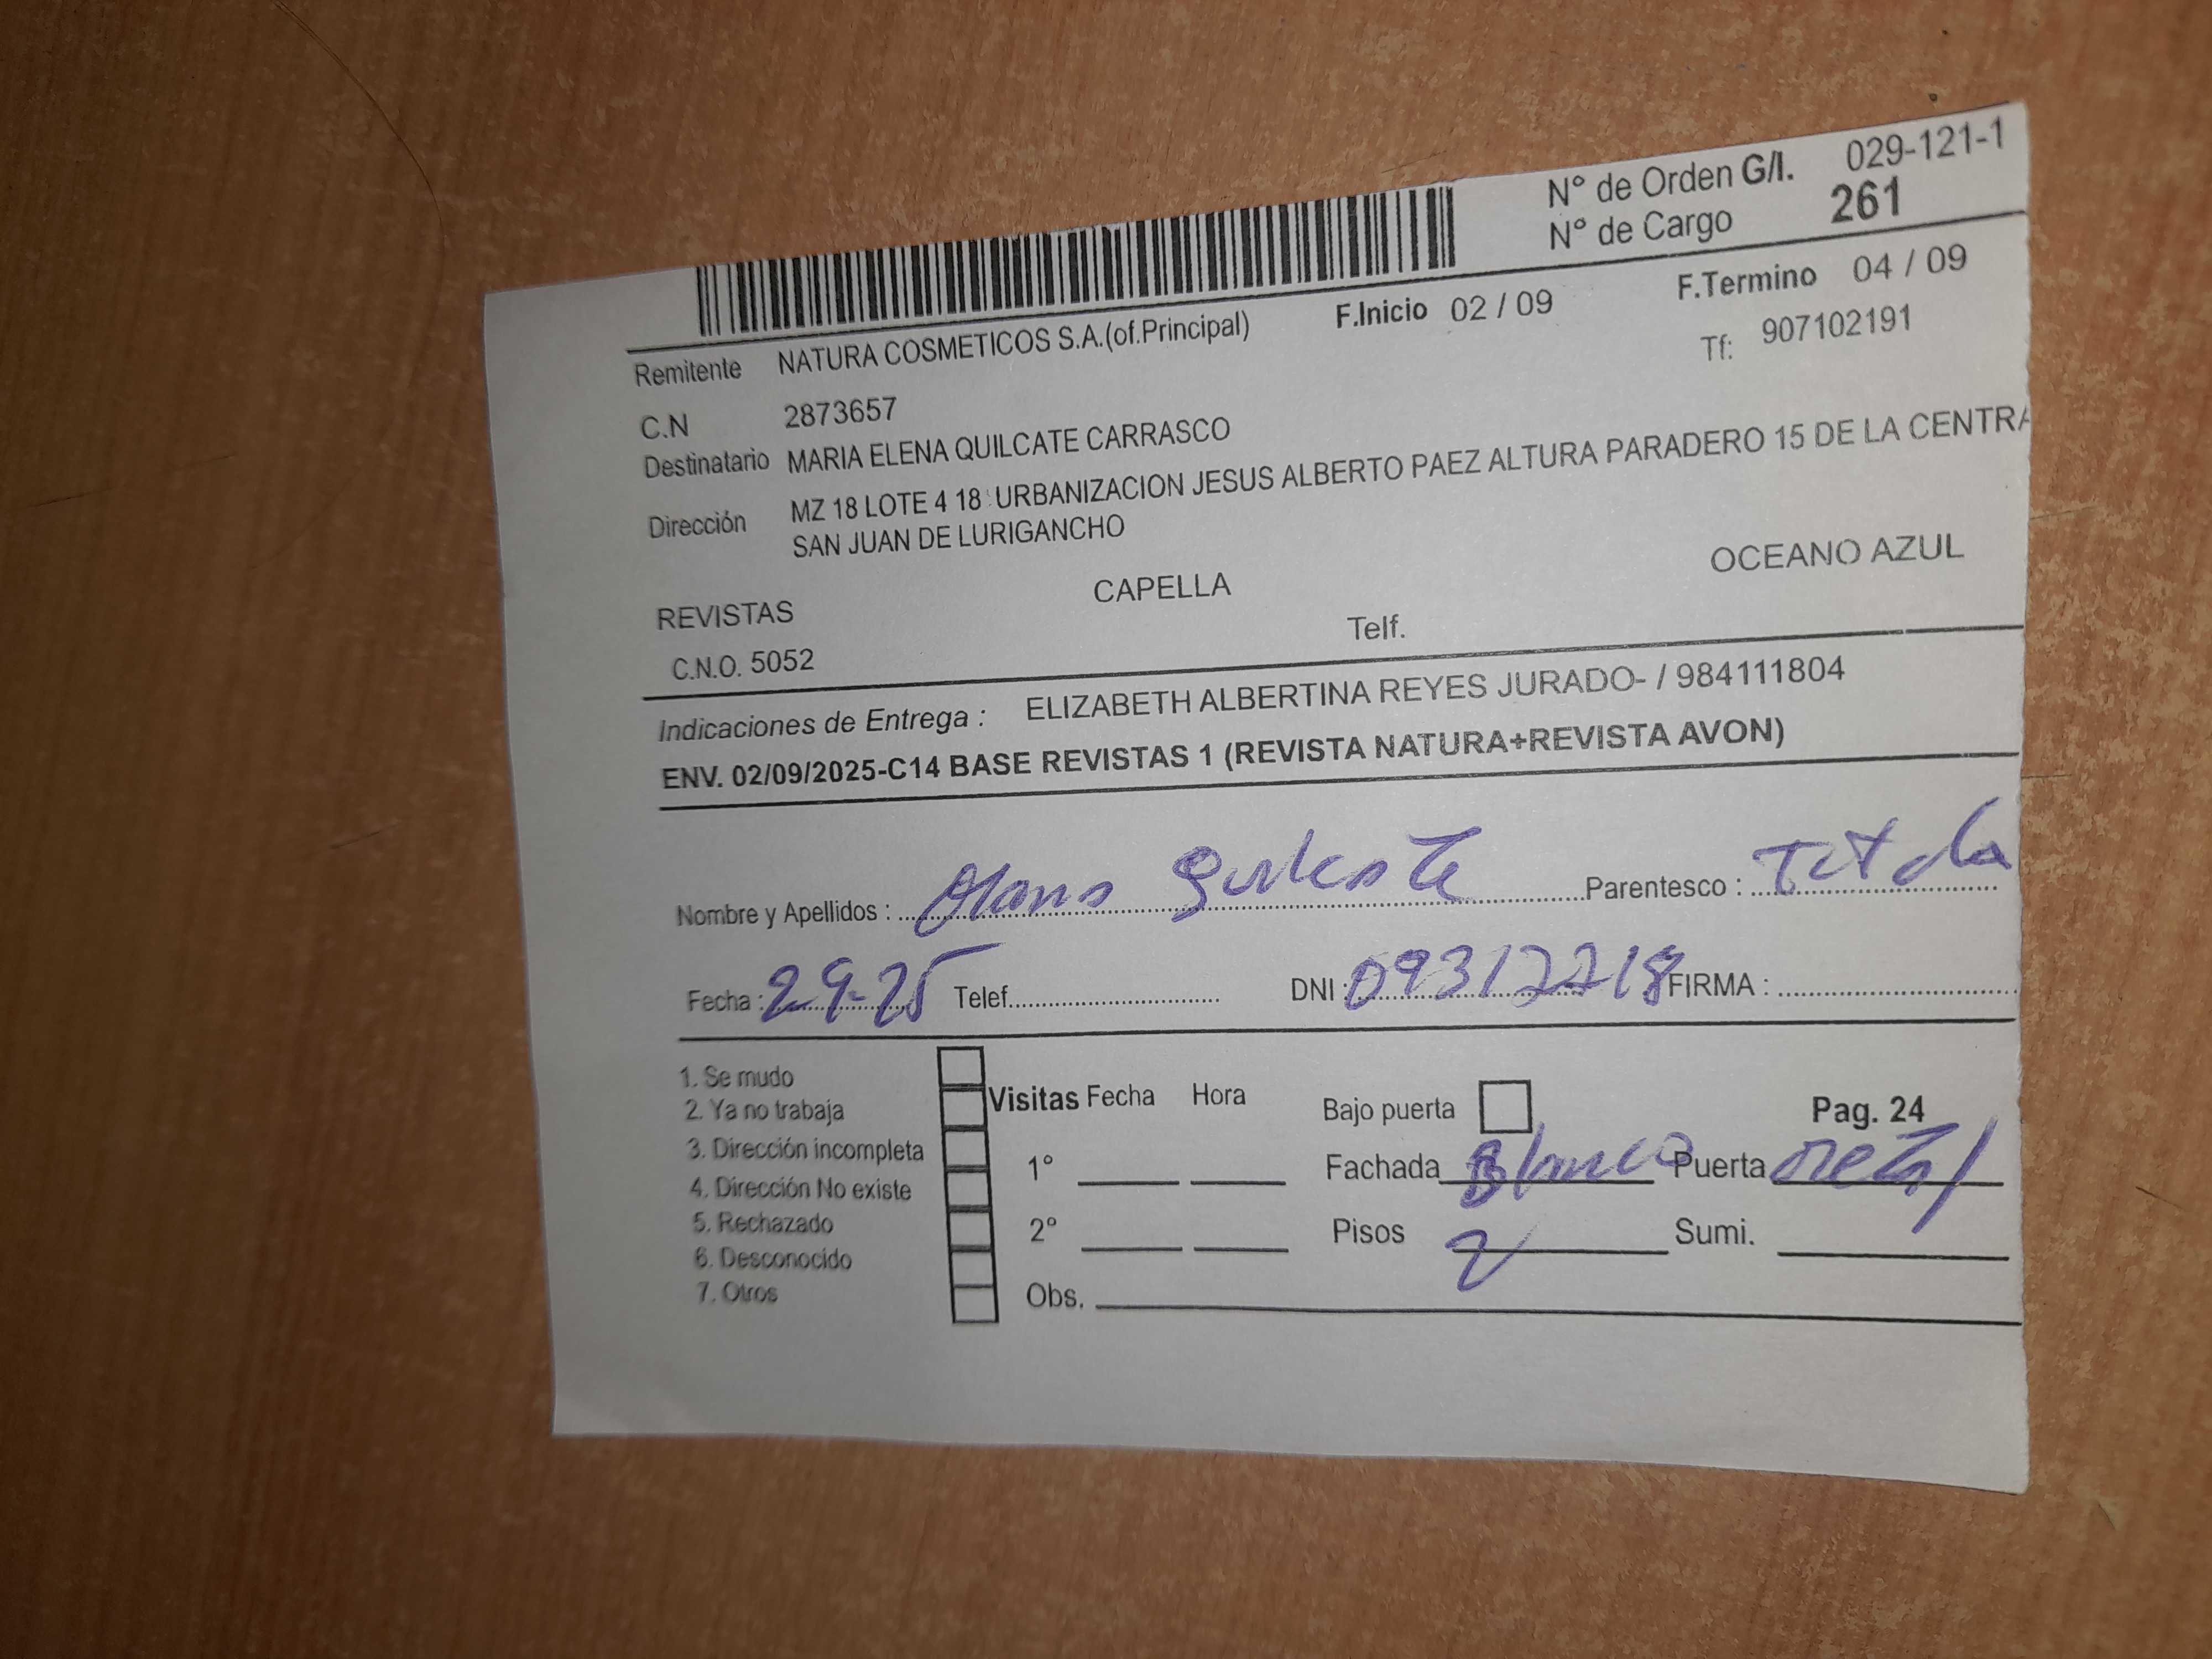 N° de Orden G/I. 029-121-1
N° de Cargo 261
F.Inicio 02 / 09 F.Termino 04 / 09
Remitente NATURA COSMETICOS S.A.(of.Principal) Tf: 907102191
C.N 2873657
Destinatario MARIA ELENA QUILCATE CARRASCO
Dirección MZ 18 LOTE 4 18 URBANIZACION JESUS ALBERTO PAEZ ALTURA PARADERO 15 DE LA CENTRA
SAN JUAN DE LURIGANCHO
REVISTAS CAPELLA OCEANO AZUL
C.N.O. 5052 Telf.
Indicaciones de Entrega : ELIZABETH ALBERTINA REYES JURADO- / 984111804
ENV. 02/09/2025-C14 BASE REVISTAS 1 (REVISTA NATURA+REVISTA AVON)
Nombre y Apellidos : Parentesco :
Fecha : 2 9-25 Telef. DNI : 09312218 FIRMA :
1. Se mudo
2. Ya no trabaja Visitas Fecha Hora Bajo puerta Pag. 24
3. Dirección incompleta
4. Dirección No existe 1° Fachada Blanco Puerta metal
5. Rechazado 2° Pisos 2 Sumi.
6. Desconocido
7. Otros Obs.